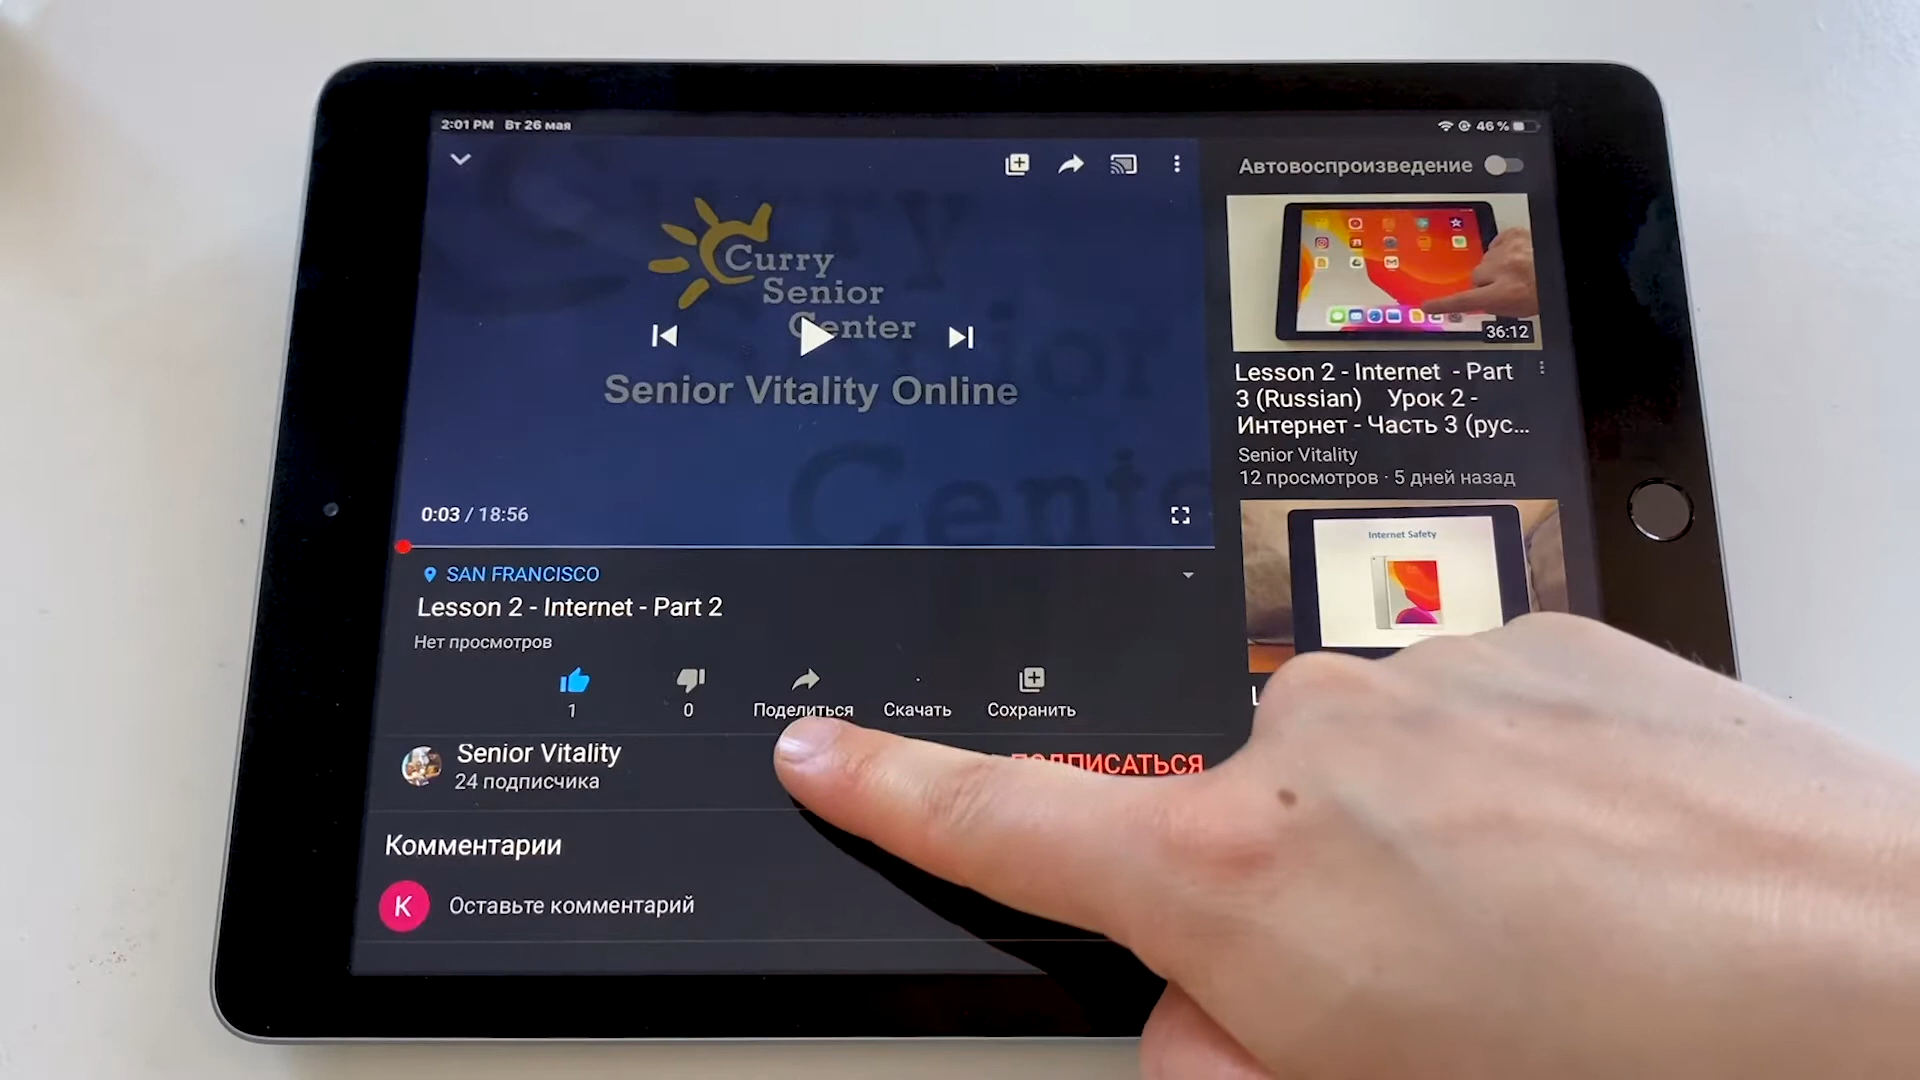 2:01 PM Вт 26 мая
46 %
Curry
Senior
Center
Senior Vitality Online
0:03 / 18:56
SAN FRANCISCO
Lesson 2 - Internet - Part 2
Нет просмотров
1
0
Поделиться
Скачать
Сохранить
Senior Vitality
24 подписчика
ПОДПИСАТЬСЯ
Комментарии
K
Оставьте комментарий
Автовоспроизведение
36:12
Lesson 2 - Internet - Part
3 (Russian) Урок 2 -
Интернет - Часть 3 (рус...
Senior Vitality
12 просмотров · 5 дней назад
Internet Safety